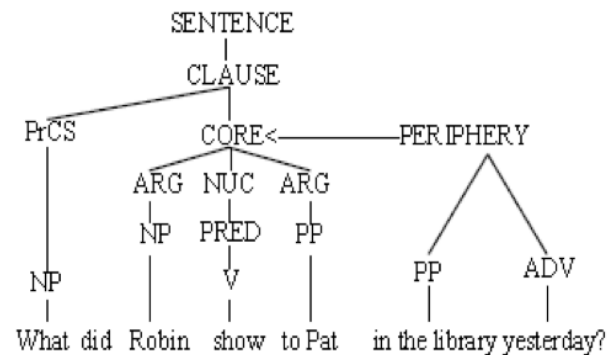 SENTENCE
CLAUSE
PrCS CORE< PERIPHERY
ARG NUC ARG
NP PRED PP
NP V PP ADV
What did Robin show to Pat in the library yesterday?